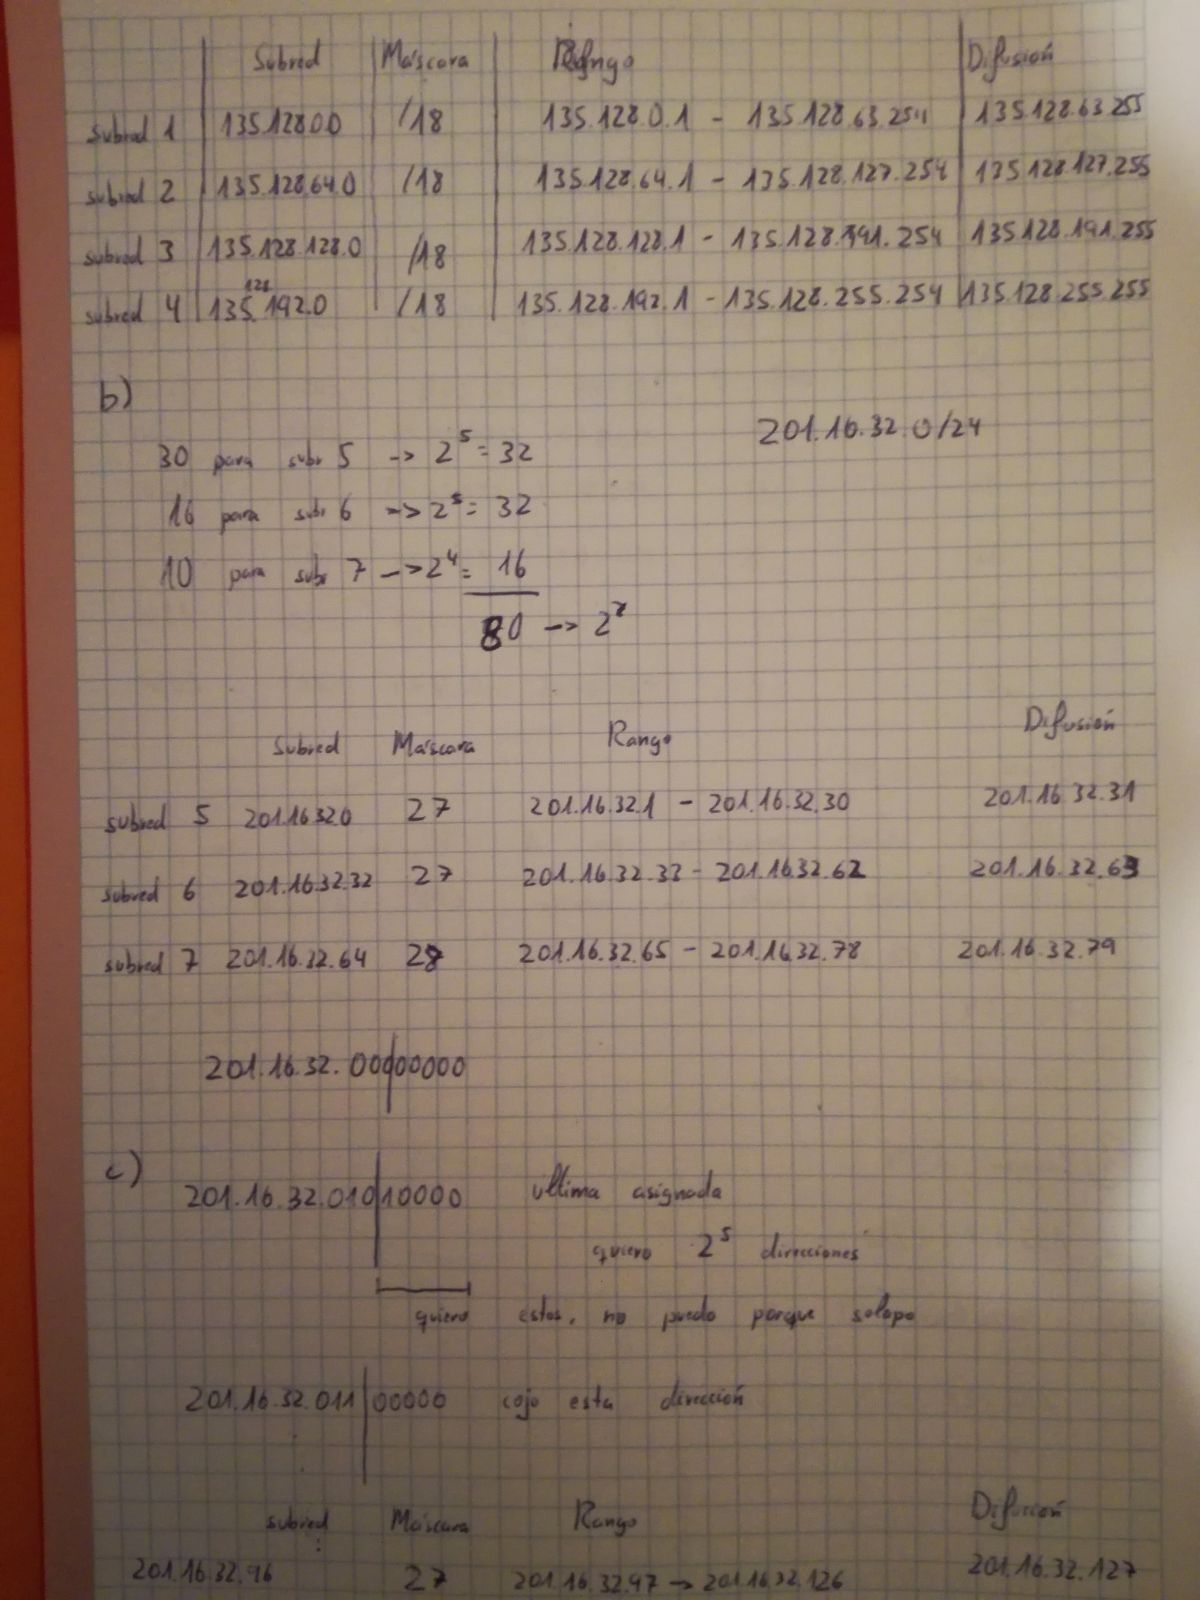 Subred Máscara Rango Difusión
subred 1 135.128.0.0 /18 135.128.0.1 - 135.128.63.254 135.128.63.255
subred 2 135.128.64.0 /18 135.128.64.1 - 135.128.127.254 135.128.127.255
subred 3 135.128.128.0 /18 135.128.128.1 - 135.128.191.254 135.128.191.255
128
subred 4 135.192.0 /18 135.128.192.1 - 135.128.255.254 135.128.255.255
b)
201.16.32.0/24
30 para subr 5 -> 2^5 = 32
16 para subr 6 -> 2^5 = 32
10 para subr 7 -> 2^4 = 16
80 -> 2^7
Subred Máscara Rango Difusión
subred 5 201.16.32.0 27 201.16.32.1 - 201.16.32.30 201.16.32.31
subred 6 201.16.32.32 27 201.16.32.33 - 201.16.32.62 201.16.32.63
subred 7 201.16.32.64 28 201.16.32.65 - 201.16.32.78 201.16.32.79
201.16.32.000|00000
c)
201.16.32.010|10000 ultima asignada
quiero 2^5 direcciones
quiero estos, no puedo porque solapo
201.16.32.011|00000 cojo esta dirección
subred Máscara Rango Difusión
201.16.32.96 27 201.16.32.97 -> 201.16.32.126 201.16.32.127